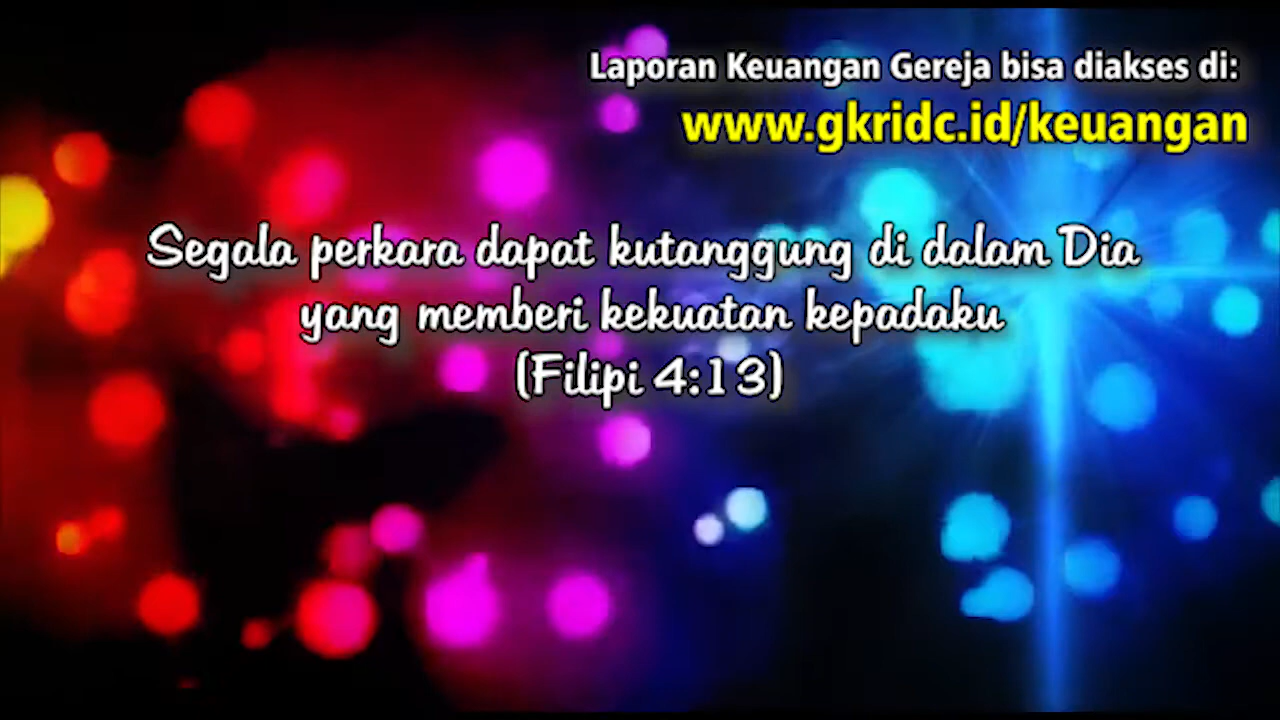 Laporan Keuangan Gereja bisa diakses di:
www.gkridc.id/keuangan
Segala perkara dapat kutanggung di dalam Dia
yang memberi kekuatan kepadaku
(Filipi 4:13)